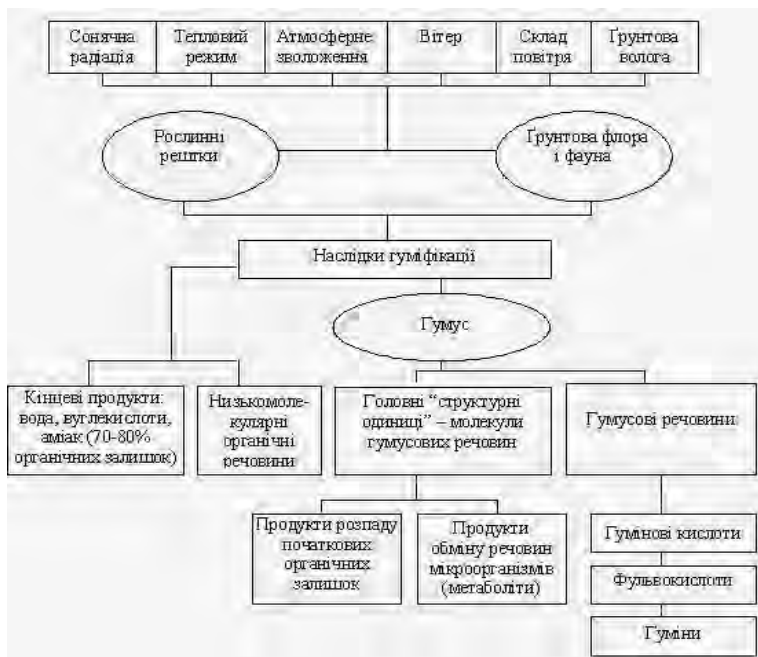 Сонячна
радіація
Тепловий
режим
Атмосферне
зволоження
Вітер
Склад
повітря
Ґрунтова
волога
Рослинні
рештки
Ґрунтова флора
і фауна
Наслідки гуміфікації
Гумус
Кінцеві продукти:
вода, вуглекислоти,
аміак (70-80%
органічних залишок)
Низькомоле-
кулярні
органічні
речовини
Головні “структурні
одиниці” – молекули
гумусових речовин
Гумусові речовини
Продукти розпаду
початкових
органічних
залишок
Продукти
обміну речовин
мікроорганізмів
(метаболіти)
Гумінові кислоти
Фульвокислоти
Гуміни